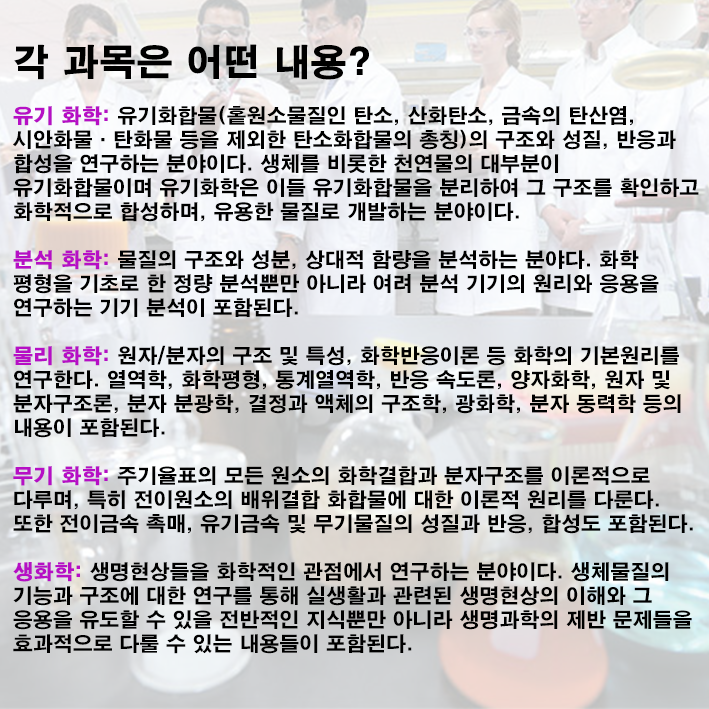 각 과목은 어떤 내용?
유기 화학: 유기화합물(홑원소물질인 탄소, 산화탄소, 금속의 탄산염,
시안화물 · 탄화물 등을 제외한 탄소화합물의 총칭)의 구조와 성질, 반응과
합성을 연구하는 분야이다. 생체를 비롯한 천연물의 대부분이
유기화합물이며 유기화학은 이들 유기화합물을 분리하여 그 구조를 확인하고
화학적으로 합성하며, 유용한 물질로 개발하는 분야이다.
분석 화학: 물질의 구조와 성분, 상대적 함량을 분석하는 분야다. 화학
평형을 기초로 한 정량 분석뿐만 아니라 여려 분석 기기의 원리와 응용을
연구하는 기기 분석이 포함된다.
물리 화학: 원자/분자의 구조 및 특성, 화학반응이론 등 화학의 기본원리를
연구한다. 열역학, 화학평형, 통계열역학, 반응 속도론, 양자화학, 원자 및
분자구조론, 분자 분광학, 결정과 액체의 구조학, 광화학, 분자 동력학 등의
내용이 포함된다.
무기 화학: 주기율표의 모든 원소의 화학결합과 분자구조를 이론적으로
다루며, 특히 전이원소의 배위결합 화합물에 대한 이론적 원리를 다룬다.
또한 전이금속 촉매, 유기금속 및 무기물질의 성질과 반응, 합성도 포함된다.
생화학: 생명현상들을 화학적인 관점에서 연구하는 분야이다. 생체물질의
기능과 구조에 대한 연구를 통해 실생활과 관련된 생명현상의 이해와 그
응용을 유도할 수 있을 전반적인 지식뿐만 아니라 생명과학의 제반 문제들을
효과적으로 다룰 수 있는 내용들이 포함된다.